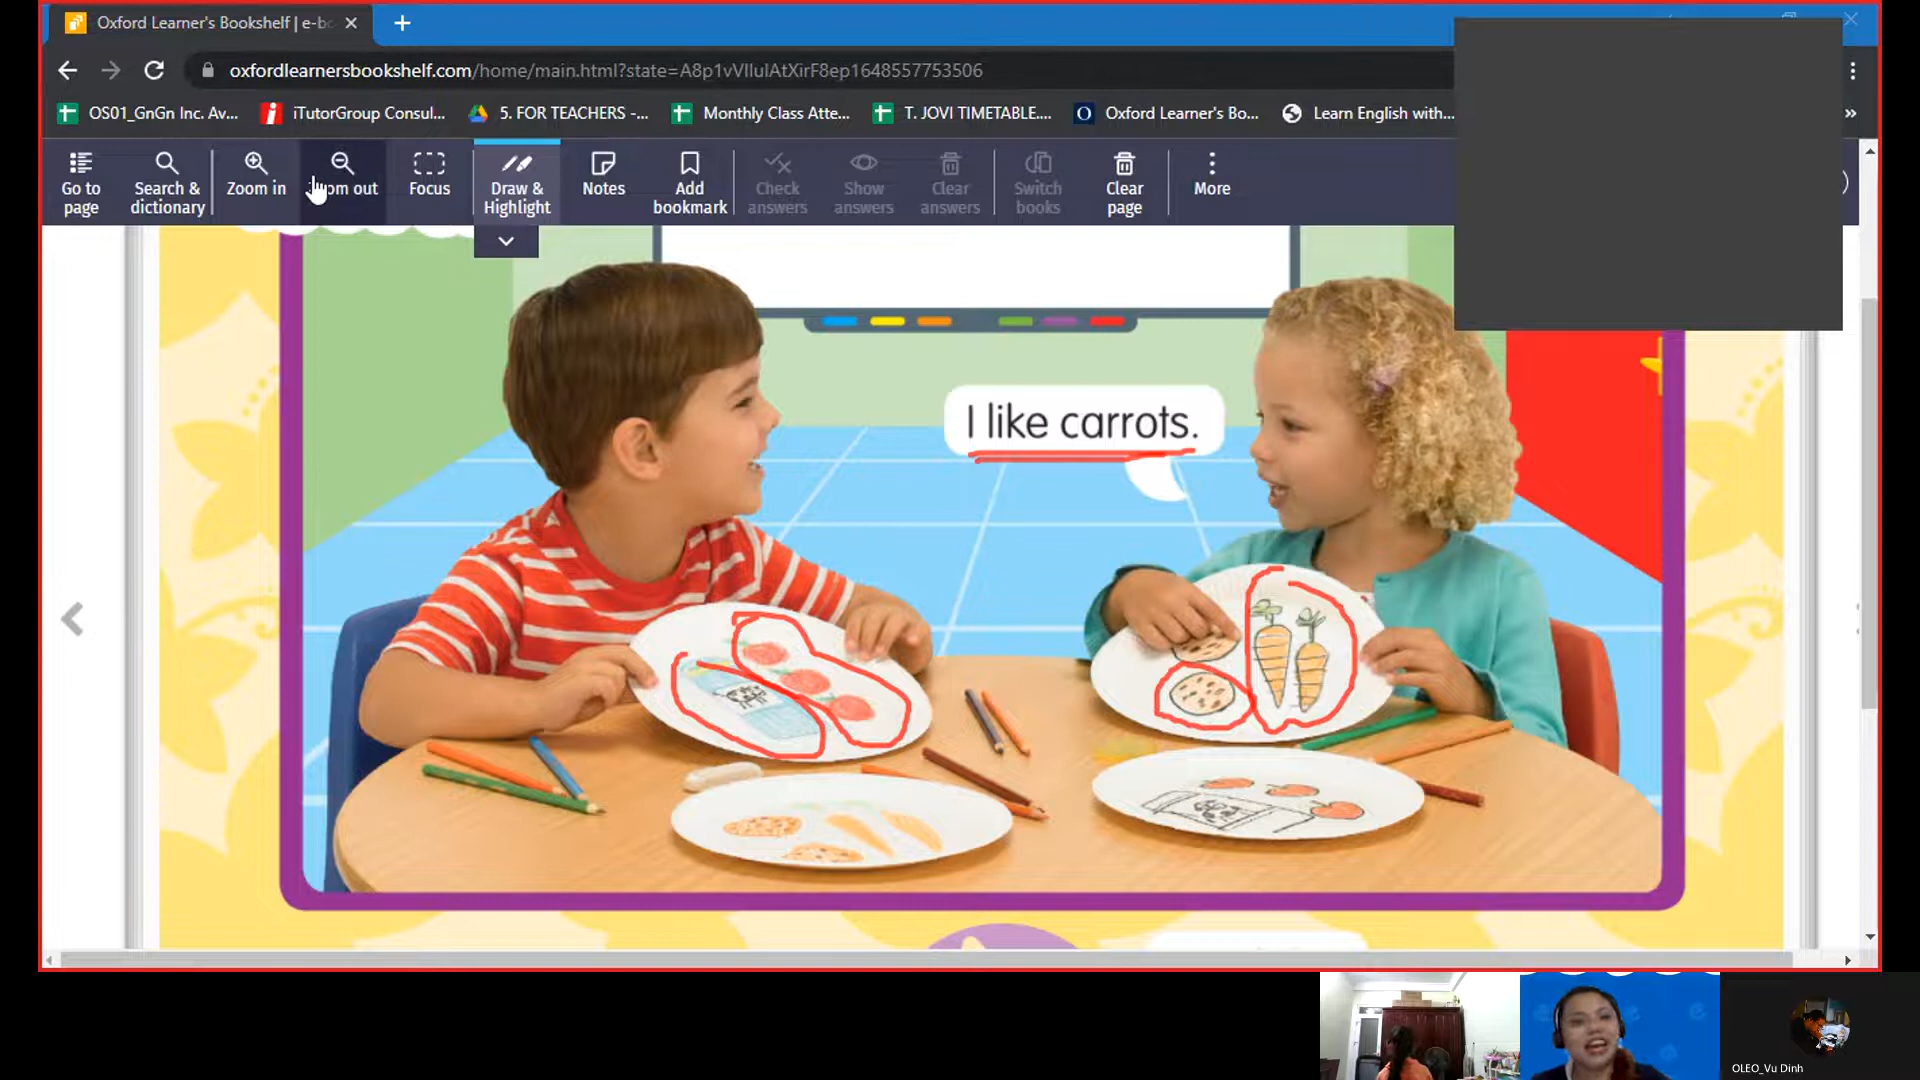 Oxford Learner's Bookshelf | e-bo
oxfordlearnersbookshelf.com/home/main.html?state=A8p1vVIlulAtXirF8ep1648557753506
OS01_GnGn Inc. Av...
iTutorGroup Consul...
5. FOR TEACHERS -...
Monthly Class Atte...
T. JOVI TIMETABLE....
Oxford Learner's Bo...
Learn English with...
Go to page
Search & dictionary
Zoom in
om out
Focus
Draw & Highlight
Notes
Add bookmark
Check answers
Show answers
Clear answers
Switch books
Clear page
More
I like carrots.
OLEO_Vu Dinh